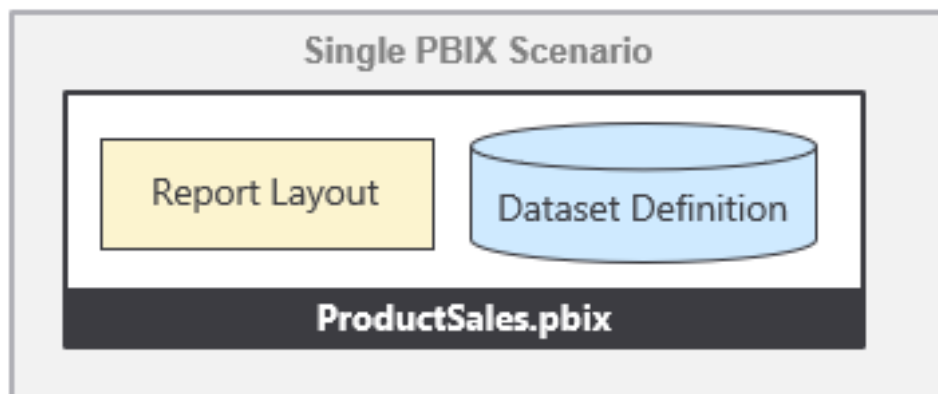 Single PBIX Scenario
Report Layout
Dataset Definition
ProductSales.pbix